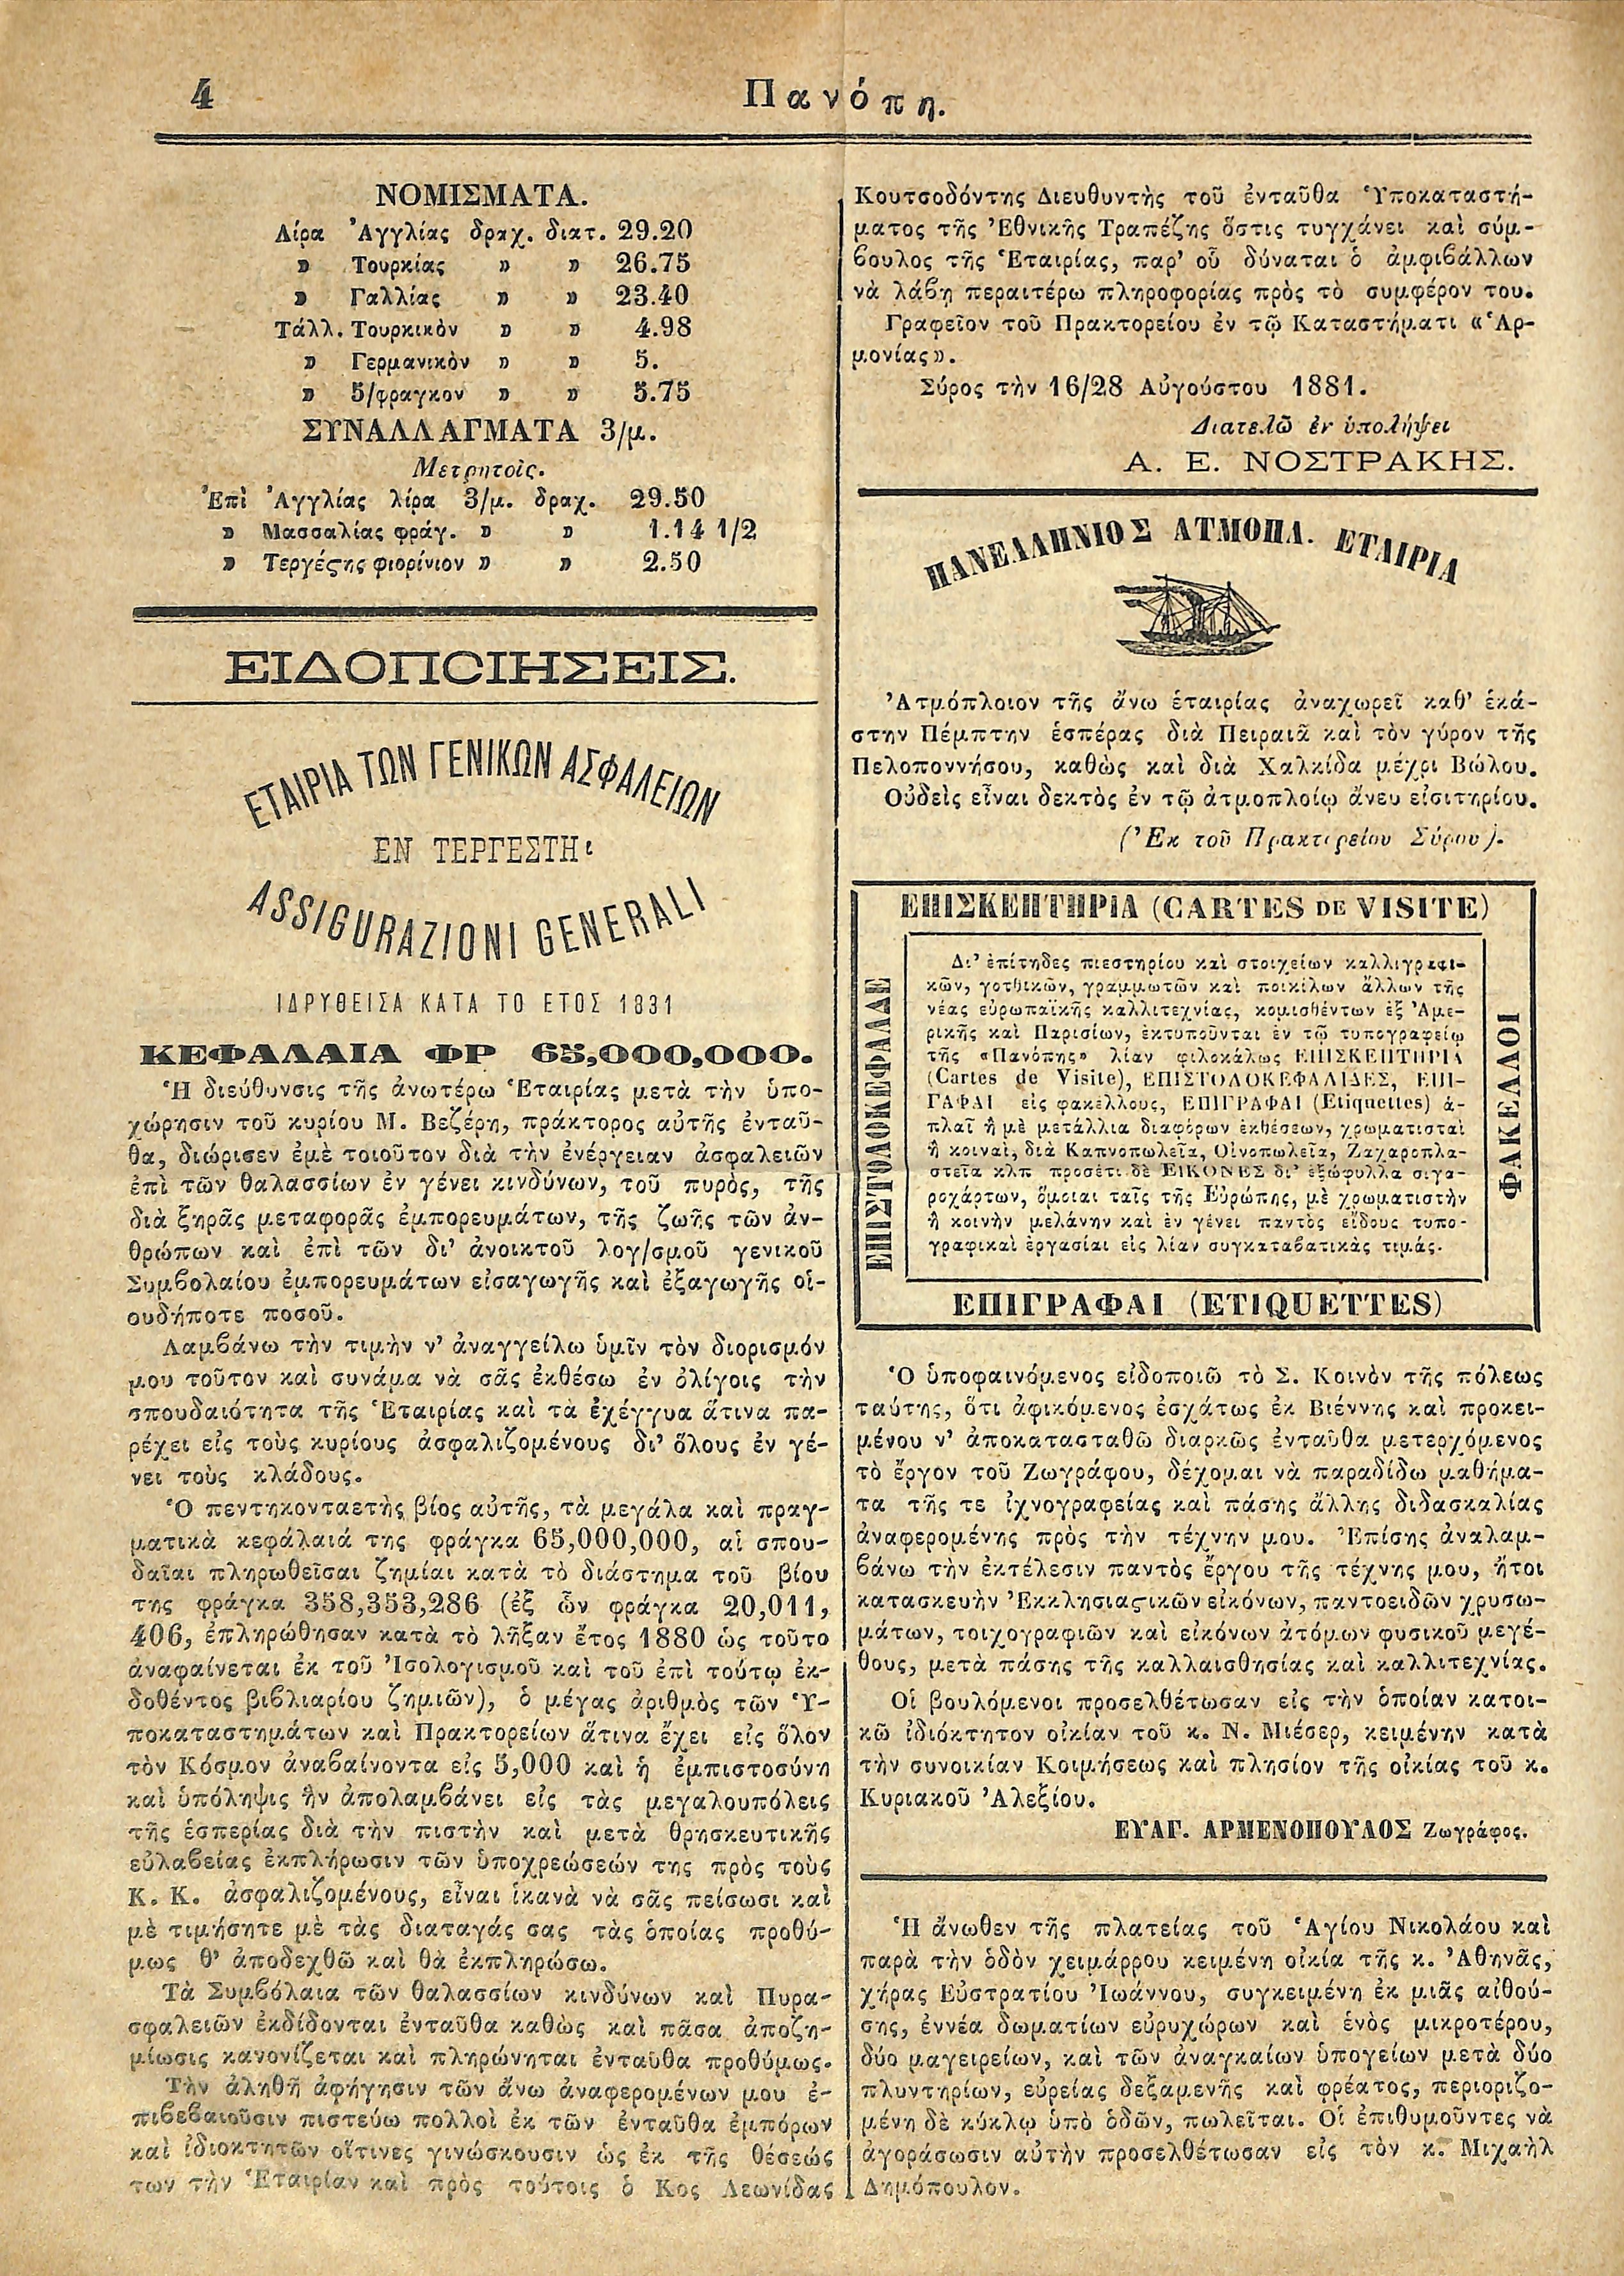 4
Πανόπη.
ΝΟΜΙΣΜΑΤΑ.
Λίρα Ἀγγλίας δραχ. διατ. 29.20
» Τουρκίας » » 26.75
» Γαλλίας » » 23.40
Τάλλ. Τουρκικὸν » » 4.98
» Γερμανικὸν » » 5.
» 5/φραγκον » » 5.75
ΣΥΝΑΛΛΑΓΜΑΤΑ 3/μ.
Μετρητοῖς.
Ἐπὶ Ἀγγλίας λίρα 3/μ. δραχ. 29.50
» Μασσαλίας φράγ. » » 1.14 1/2
» Τεργέϛης φιορίνιον » » 2.50
ΕΙΔΟΠΟΙΗΣΕΙΣ.
ΕΤΑΙΡΙΑ ΤΩΝ ΓΕΝΙΚΩΝ ΑΣΦΑΛΕΙΩΝ
ΕΝ ΤΕΡΓΕΣΤΗι
ASSIGURAZIONI GENERALI
ΙΔΡΥΘΕΙΣΑ ΚΑΤΑ ΤΟ ΕΤΟΣ 1831
ΚΕΦΑΛΑΙΑ ΦΡ 65,000,000.
Ἡ διεύθυνσις τῆς ἀνωτέρω Ἑταιρίας μετὰ τὴν ὑπο-
χώρησιν τοῦ κυρίου Μ. Βεζέρη, πράκτορος αὐτῆς ἐνταῦ-
θα, διώρισεν ἐμὲ τοιοῦτον διὰ τὴν ἐνέργειαν ἀσφαλειῶν
ἐπὶ τῶν θαλασσίων ἐν γένει κινδύνων, τοῦ πυρὸς, τῆς
διὰ ξηρᾶς μεταφορᾶς ἐμπορευμάτων, τῆς ζωῆς τῶν ἀν-
θρώπων καὶ ἐπὶ τῶν δι' ἀνοικτοῦ λογ/σμοῦ γενικοῦ
Συμβολαίου ἐμπορευμάτων εἰσαγωγῆς καὶ ἐξαγωγῆς οἱ-
ουδήποτε ποσοῦ.
Λαμβάνω τὴν τιμὴν ν' ἀναγγείλω ὑμῖν τὸν διορισμόν
μου τοῦτον καὶ συνάμα νὰ σᾶς ἐκθέσω ἐν ὀλίγοις τὴν
σπουδαιότητα τῆς Ἑταιρίας καὶ τὰ ἐχέγγυα ἅτινα πα-
ρέχει εἰς τοὺς κυρίους ἀσφαλιζομένους δι' ὅλους ἐν γέ-
νει τοὺς κλάδους.
Ὁ πεντηκονταετὴς βίος αὐτῆς, τὰ μεγάλα καὶ πραγ-
ματικὰ κεφάλαιά της φράγκα 65,000,000, αἱ σπου-
δαῖαι πληρωθεῖσαι ζημίαι κατὰ τὸ διάστημα τοῦ βίου
της φράγκα 358,353,286 (ἐξ ὧν φράγκα 20,011,
406, ἐπληρώθησαν κατὰ τὸ λῆξαν ἔτος 1880 ὡς τοῦτο
ἀναφαίνεται ἐκ τοῦ Ἰσολογισμοῦ καὶ τοῦ ἐπὶ τούτῳ ἐκ-
δοθέντος βιβλιαρίου ζημιῶν), ὁ μέγας ἀριθμὸς τῶν Ὑ-
ποκαταστημάτων καὶ Πρακτορείων ἅτινα ἔχει εἰς ὅλον
τὸν Κόσμον ἀναβαίνοντα εἰς 5,000 καὶ ἡ ἐμπιστοσύνη
καὶ ὑπόληψις ἣν ἀπολαμβάνει εἰς τὰς μεγαλουπόλεις
τῆς ἑσπερίας διὰ τὴν πιστὴν καὶ μετὰ θρησκευτικῆς
εὐλαβείας ἐκπλήρωσιν τῶν ὑποχρεώσεών της πρὸς τοὺς
Κ. Κ. ἀσφαλιζομένους, εἶναι ἱκανὰ νὰ σᾶς πείσωσι καὶ
μὲ τιμήσητε μὲ τὰς διαταγάς σας τὰς ὁποίας προθύ-
μως θ' ἀποδεχθῶ καὶ θὰ ἐκπληρώσω.
Τὰ Συμβόλαια τῶν θαλασσίων κινδύνων καὶ Πυρα-
σφαλειῶν ἐκδίδονται ἐνταῦθα καθὼς καὶ πᾶσα ἀποζη-
μίωσις κανονίζεται καὶ πληρώνηται ἐνταῦθα προθύμως.
Τὴν ἀληθῆ ἀφήγησιν τῶν ἄνω ἀναφερομένων μου ἐ-
πιβεβαιοῦσιν πιστεύω πολλοὶ ἐκ τῶν ἐνταῦθα ἐμπόρων
καὶ ἰδιοκτητῶν οἵτινες γινώσκουσιν ὡς ἐκ τῆς θέσεώς
των τὴν Ἑταιρίαν καὶ πρὸς τούτοις ὁ Κος Λεωνίδας
Κουτσοδόντης Διευθυντὴς τοῦ ἐνταῦθα Ὑποκαταστή-
ματος τῆς Ἐθνικῆς Τραπέζης ὅστις τυγχάνει καὶ σύμ-
βουλος τῆς Ἑταιρίας, παρ' οὗ δύναται ὁ ἀμφιβάλλων
νὰ λάβῃ περαιτέρω πληροφορίας πρὸς τὸ συμφέρον του.
Γραφεῖον τοῦ Πρακτορείου ἐν τῷ Καταστήματι «Ἁρ-
μονίας».
Σύρος τὴν 16/28 Αὐγούστου 1881.
Διατελῶ ἐν ὑπολήψει
Α. Ε. ΝΟΣΤΡΑΚΗΣ.
ΠΑΝΕΛΛΗΝΙΟΣ ΑΤΜΟΠΛ. ΕΤΑΙΡΙΑ
Ἀτμόπλοιον τῆς ἄνω ἑταιρίας ἀναχωρεῖ καθ' ἑκά-
στην Πέμπτην ἑσπέρας διὰ Πειραιᾶ καὶ τὸν γύρον τῆς
Πελοποννήσου, καθὼς καὶ διὰ Χαλκίδα μέχρι Βώλου.
Οὐδεὶς εἶναι δεκτὸς ἐν τῷ ἀτμοπλοίῳ ἄνευ εἰσιτηρίου.
(Ἐκ τοῦ Πρακτορείου Σύρου).
ΕΠΙΣΚΕΠΤΗΡΙΑ (CARTES DE VISITE)
ΕΠΙΣΤΟΛΟΚΕΦΑΛΔΕ
Δι' ἐπίτηδες πιεστηρίου καὶ στοιχείων καλλιγραφι-
κῶν, γοτθικῶν, γραμμωτῶν καὶ ποικίλων ἄλλων τῆς
νέας εὐρωπαϊκῆς καλλιτεχνίας, κομισθέντων ἐξ Ἀμε-
ρικῆς καὶ Παρισίων, ἐκτυποῦνται ἐν τῷ τυπογραφείῳ
τῆς «Πανόπης» λίαν φιλοκάλως ΕΠΙΣΚΕΠΤΗΡΙΑ
(Cartes de Visite), ΕΠΙΣΤΟΛΟΚΕΦΑΛΙΔΕΣ, ΕΠΙ-
ΓΑΦΑΙ εἰς φακέλλους, ΕΠΙΓΡΑΦΑΙ (Etiquettes) ἁ-
πλαῖ ἢ μὲ μετάλλια διαφόρων ἐκθέσεων, χρωματισταὶ
ἢ κοιναὶ, διὰ Καπνοπωλεῖα, Οἰνοπωλεῖα, Ζαχαροπλα-
στεῖα κλπ προσέτι δὲ ΕΙΚΟΝΕΣ δι' ἐξώφυλλα σιγα-
ροχάρτων, ὅμοιαι ταῖς τῆς Εὐρώπης, μὲ χρωματιστὴν
ἢ κοινὴν μελάνην καὶ ἐν γένει παντὸς εἴδους τυπο-
γραφικαὶ ἐργασίαι εἰς λίαν συγκαταβατικὰς τιμάς.
ΦΑΚΕΛΛΟΙ
ΕΠΙΓΡΑΦΑΙ (ETIQUETTES)
Ὁ ὑποφαινόμενος εἰδοποιῶ τὸ Σ. Κοινὸν τῆς πόλεως
ταύτης, ὅτι ἀφικόμενος ἐσχάτως ἐκ Βιέννης καὶ προκει-
μένου ν' ἀποκατασταθῶ διαρκῶς ἐνταῦθα μετερχόμενος
τὸ ἔργον τοῦ Ζωγράφου, δέχομαι νὰ παραδίδω μαθήμα-
τα τῆς τε ἰχνογραφείας καὶ πάσης ἄλλης διδασκαλίας
ἀναφερομένης πρὸς τὴν τέχνην μου. Ἐπίσης ἀναλαμ-
βάνω τὴν ἐκτέλεσιν παντὸς ἔργου τῆς τέχνης μου, ἤτοι
κατασκευὴν Ἐκκλησιαϛικῶν εἰκόνων, παντοειδῶν χρυσω-
μάτων, τοιχογραφιῶν καὶ εἰκόνων ἀτόμων φυσικοῦ μεγέ-
θους, μετὰ πάσης τῆς καλλαισθησίας καὶ καλλιτεχνίας.
Οἱ βουλόμενοι προσελθέτωσαν εἰς τὴν ὁποίαν κατοι-
κῶ ἰδιόκτητον οἰκίαν τοῦ κ. Ν. Μιέσερ, κειμένην κατὰ
τὴν συνοικίαν Κοιμήσεως καὶ πλησίον τῆς οἰκίας τοῦ κ.
Κυριακοῦ Ἀλεξίου.
ΕΥΑΓ. ΑΡΜΕΝΟΠΟΥΛΟΣ Ζωγράφος.
Ἡ ἄνωθεν τῆς πλατείας τοῦ Ἁγίου Νικολάου καὶ
παρὰ τὴν ὁδὸν χειμάρρου κειμένη οἰκία τῆς κ. Ἀθηνᾶς,
χήρας Εὐστρατίου Ἰωάννου, συγκειμένη ἐκ μιᾶς αἰθού-
σης, ἐννέα δωματίων εὐρυχώρων καὶ ἑνὸς μικροτέρου,
δύο μαγειρείων, καὶ τῶν ἀναγκαίων ὑπογείων μετὰ δύο
πλυντηρίων, εὐρείας δεξαμενῆς καὶ φρέατος, περιοριζο-
μένη δὲ κύκλῳ ὑπὸ ὁδῶν, πωλεῖται. Οἱ ἐπιθυμοῦντες νὰ
ἀγοράσωσιν αὐτὴν προσελθέτωσαν εἰς τὸν κ. Μιχαὴλ
Δημόπουλον.